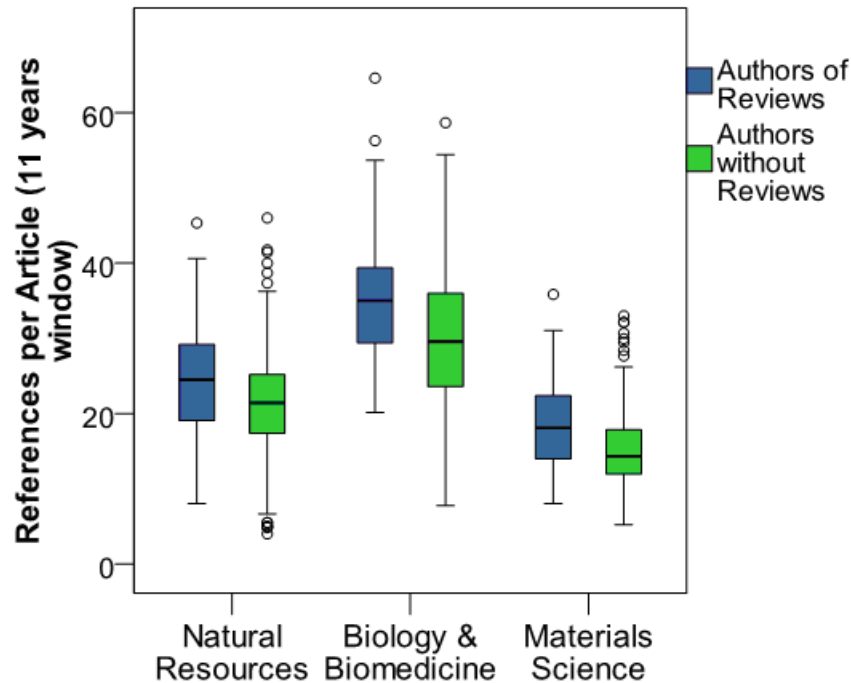 References per Article (11 years
window)
60
40
20
0
Natural
Resources
Biology &
Biomedicine
Materials
Science
Authors of
Reviews
Authors
without
Reviews